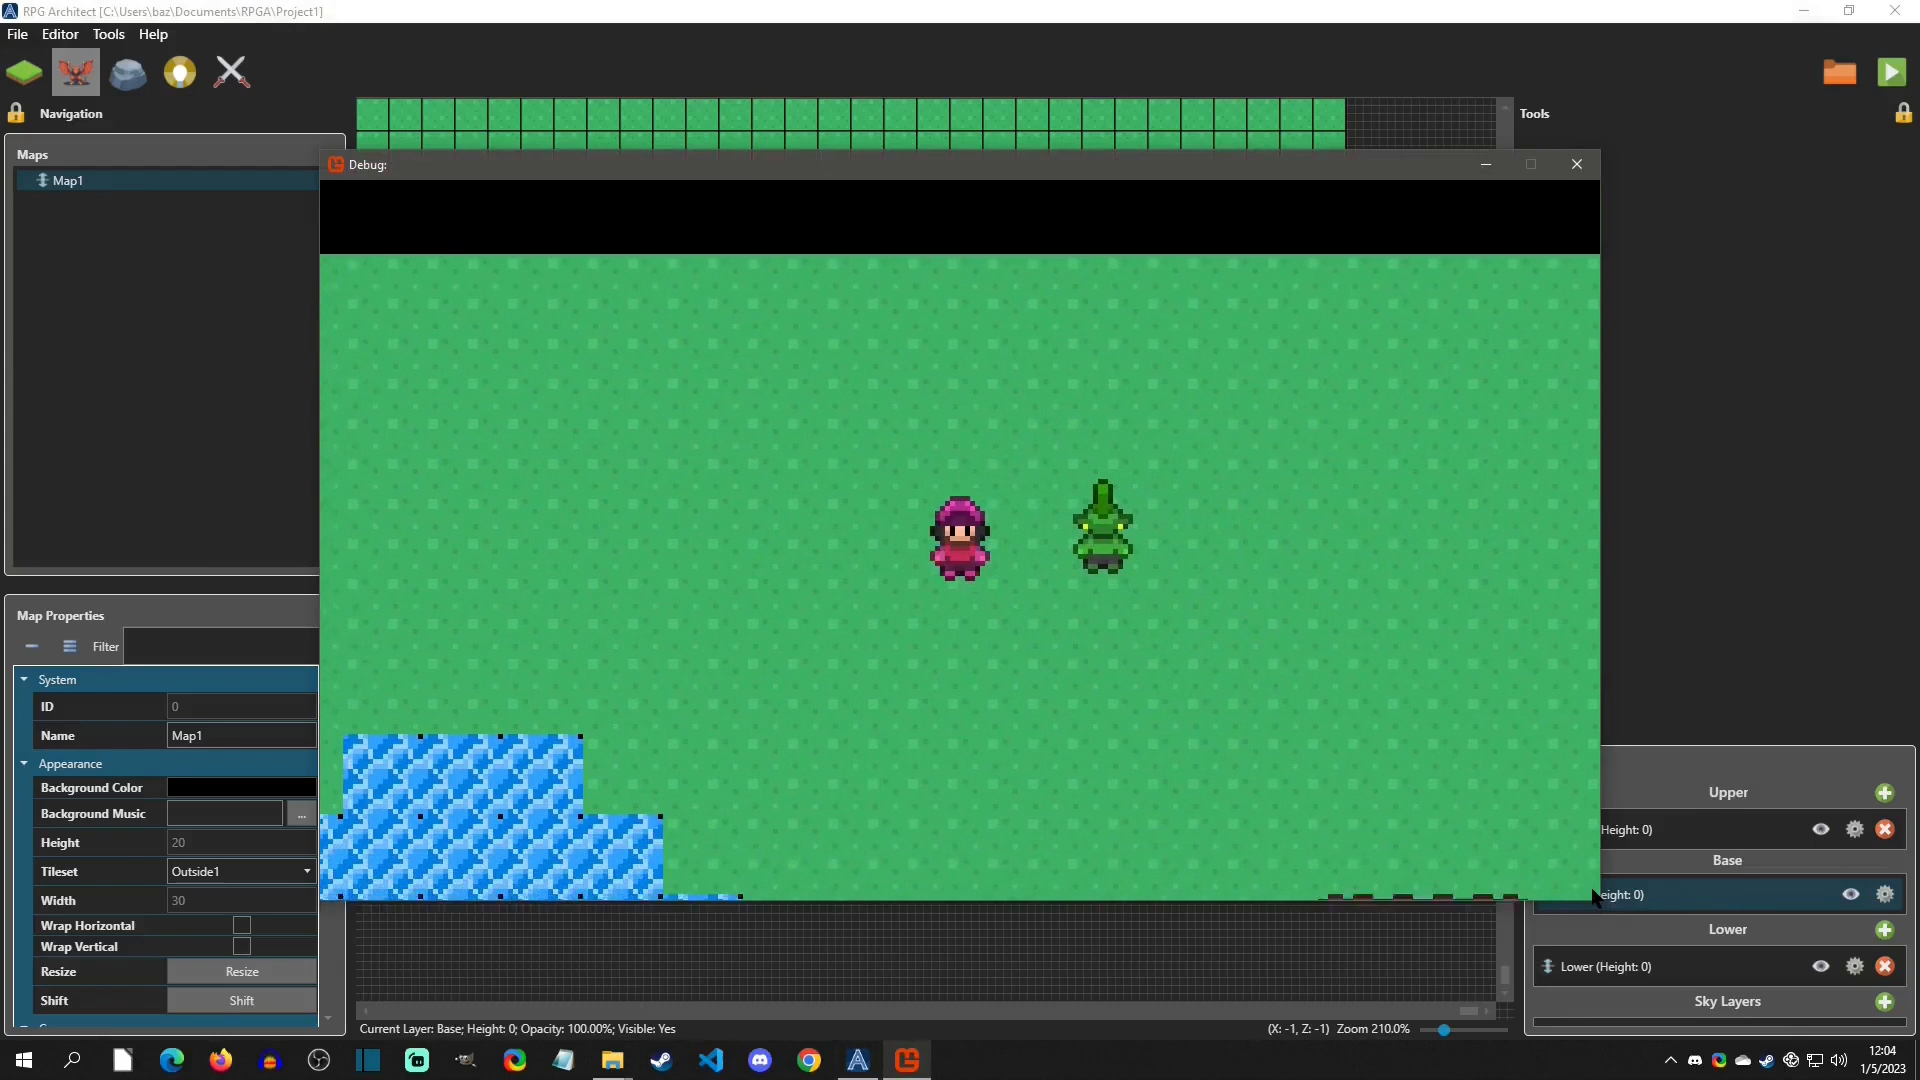 RPG Architect [C:\Users\baz\Documents\RPGA\Project1]
File Editor Tools Help
Navigation
Tools
Maps
Map1
Debug:
Map Properties
Filter
System
ID 0
Name Map1
Appearance
Background Color
Background Music ...
Height 20
Tileset Outside1
Width 30
Wrap Horizontal
Wrap Vertical
Resize Resize
Shift Shift
Upper
Height: 0)
Base
eight: 0)
Lower
Lower (Height: 0)
Sky Layers
Current Layer: Base; Height: 0; Opacity: 100.00%; Visible: Yes
(X: -1, Z: -1) Zoom 210.0%
12:04
1/5/2023